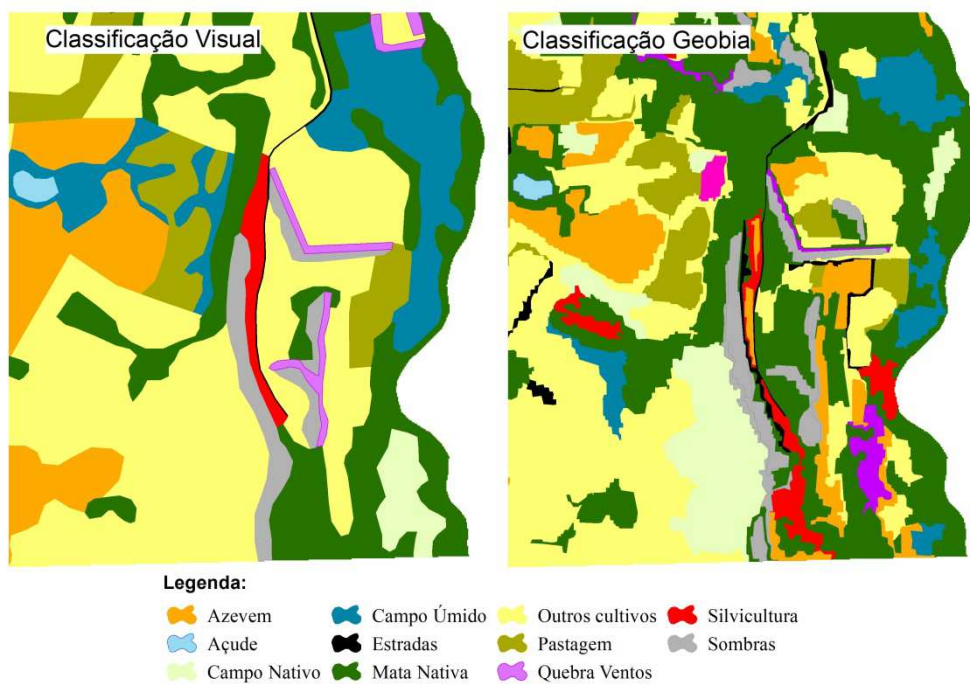 Classificação Visual
Classificação Geobia
Legenda:
Azevem
Campo Úmido
Outros cultivos
Silvicultura
Açude
Estradas
Pastagem
Sombras
Campo Nativo
Mata Nativa
Quebra Ventos